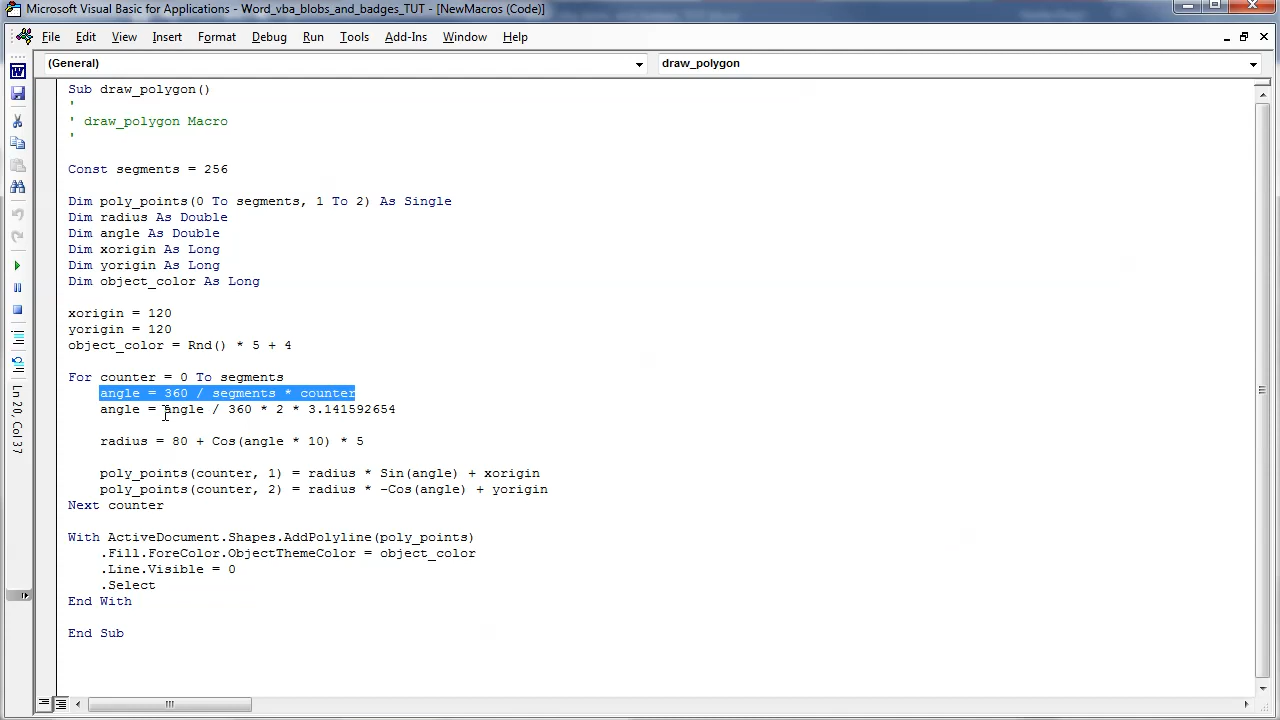 Microsoft Visual Basic for Applications - Word_vba_blobs_and_badges_TUT - [NewMacros (Code)]
File Edit View Insert Format Debug Run Tools Add-Ins Window Help
(General) draw_polygon
Sub draw_polygon()
'
' draw_polygon Macro
'
Const segments = 256
Dim poly_points(0 To segments, 1 To 2) As Single
Dim radius As Double
Dim angle As Double
Dim xorigin As Long
Dim yorigin As Long
Dim object_color As Long
xorigin = 120
yorigin = 120
object_color = Rnd() * 5 + 4
For counter = 0 To segments
angle = 360 / segments * counter
angle = angle / 360 * 2 * 3.141592654
radius = 80 + Cos(angle * 10) * 5
poly_points(counter, 1) = radius * Sin(angle) + xorigin
poly_points(counter, 2) = radius * -Cos(angle) + yorigin
Next counter
With ActiveDocument.Shapes.AddPolyline(poly_points)
.Fill.ForeColor.ObjectThemeColor = object_color
.Line.Visible = 0
.Select
End With
End Sub
Ln 20, Col 37